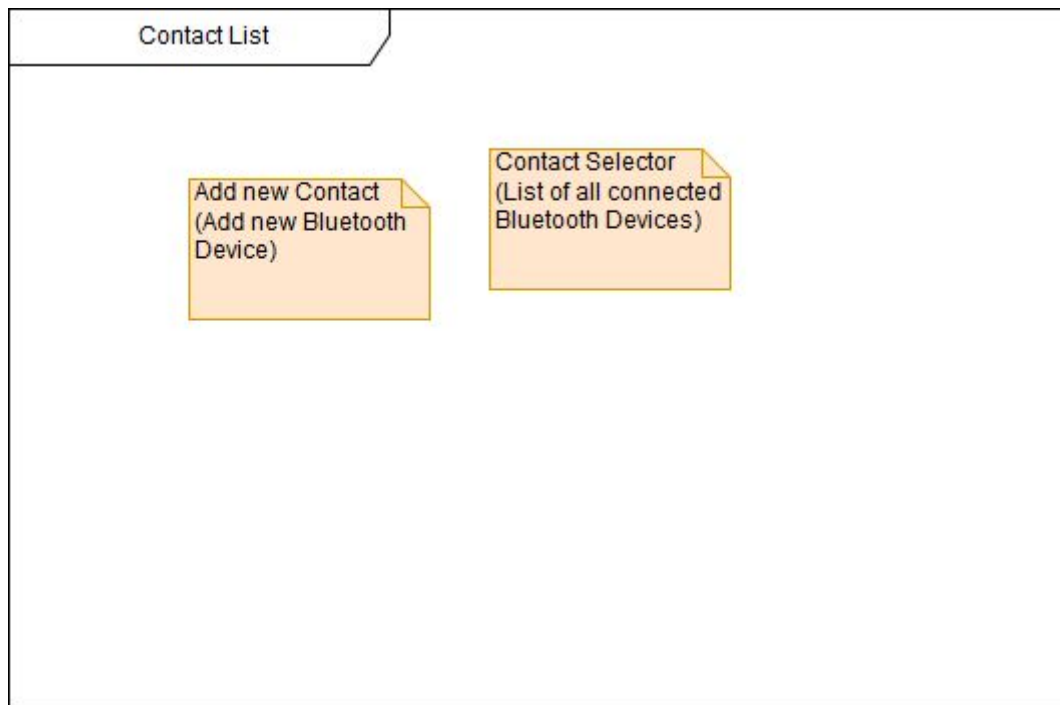 Contact List
Add new Contact
(Add new Bluetooth
Device)
Contact Selector
(List of all connected
Bluetooth Devices)